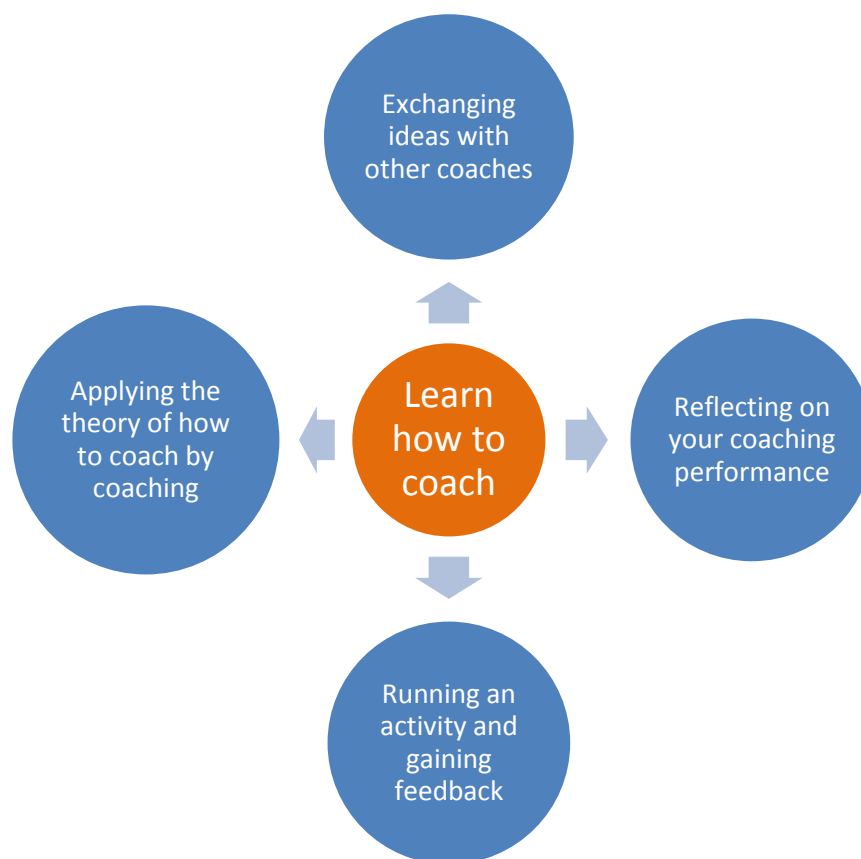 Exchanging
ideas with
other coaches
Applying the
theory of how
to coach by
coaching
Learn
how to
coach
Reflecting on
your coaching
performance
Running an
activity and
gaining
feedback